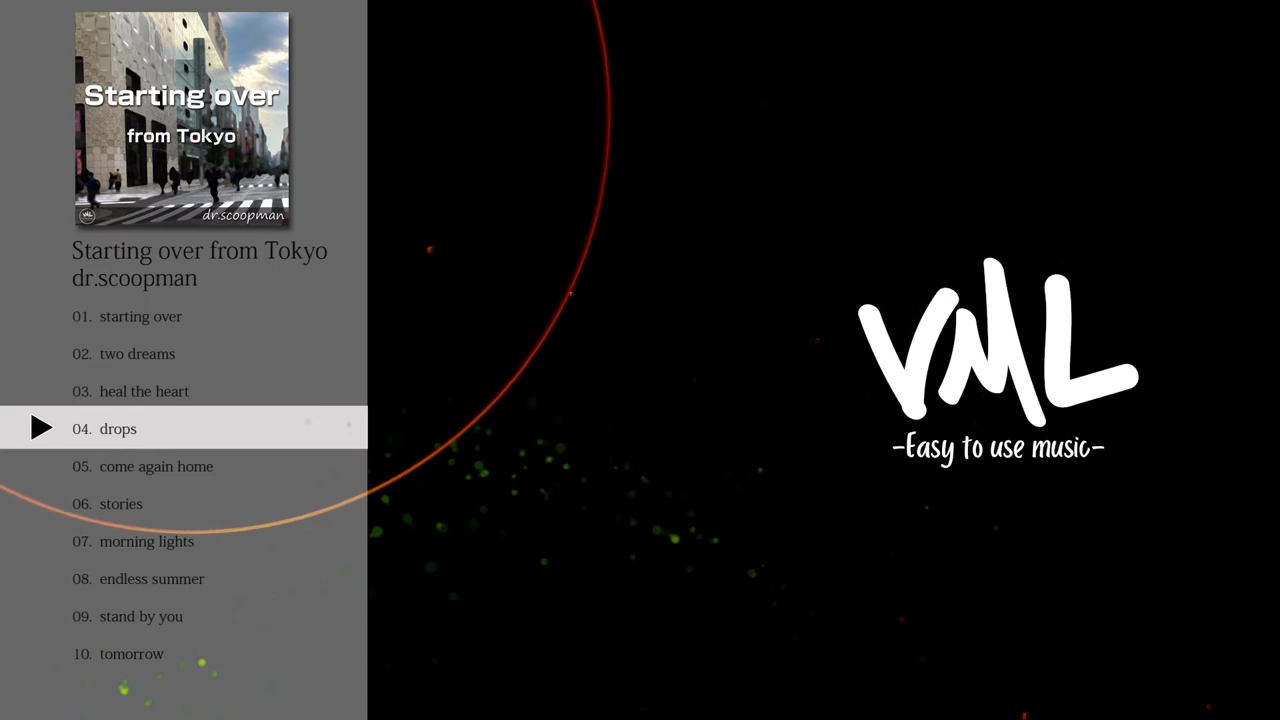 Starting over
from Tokyo
VML
dr.scoopman
Starting over from Tokyo
dr.scoopman
01. starting over
02. two dreams
03. heal the heart
04. drops
05. come again home
06. stories
07. morning lights
08. endless summer
09. stand by you
10. tomorrow
VML
-Easy to use music-